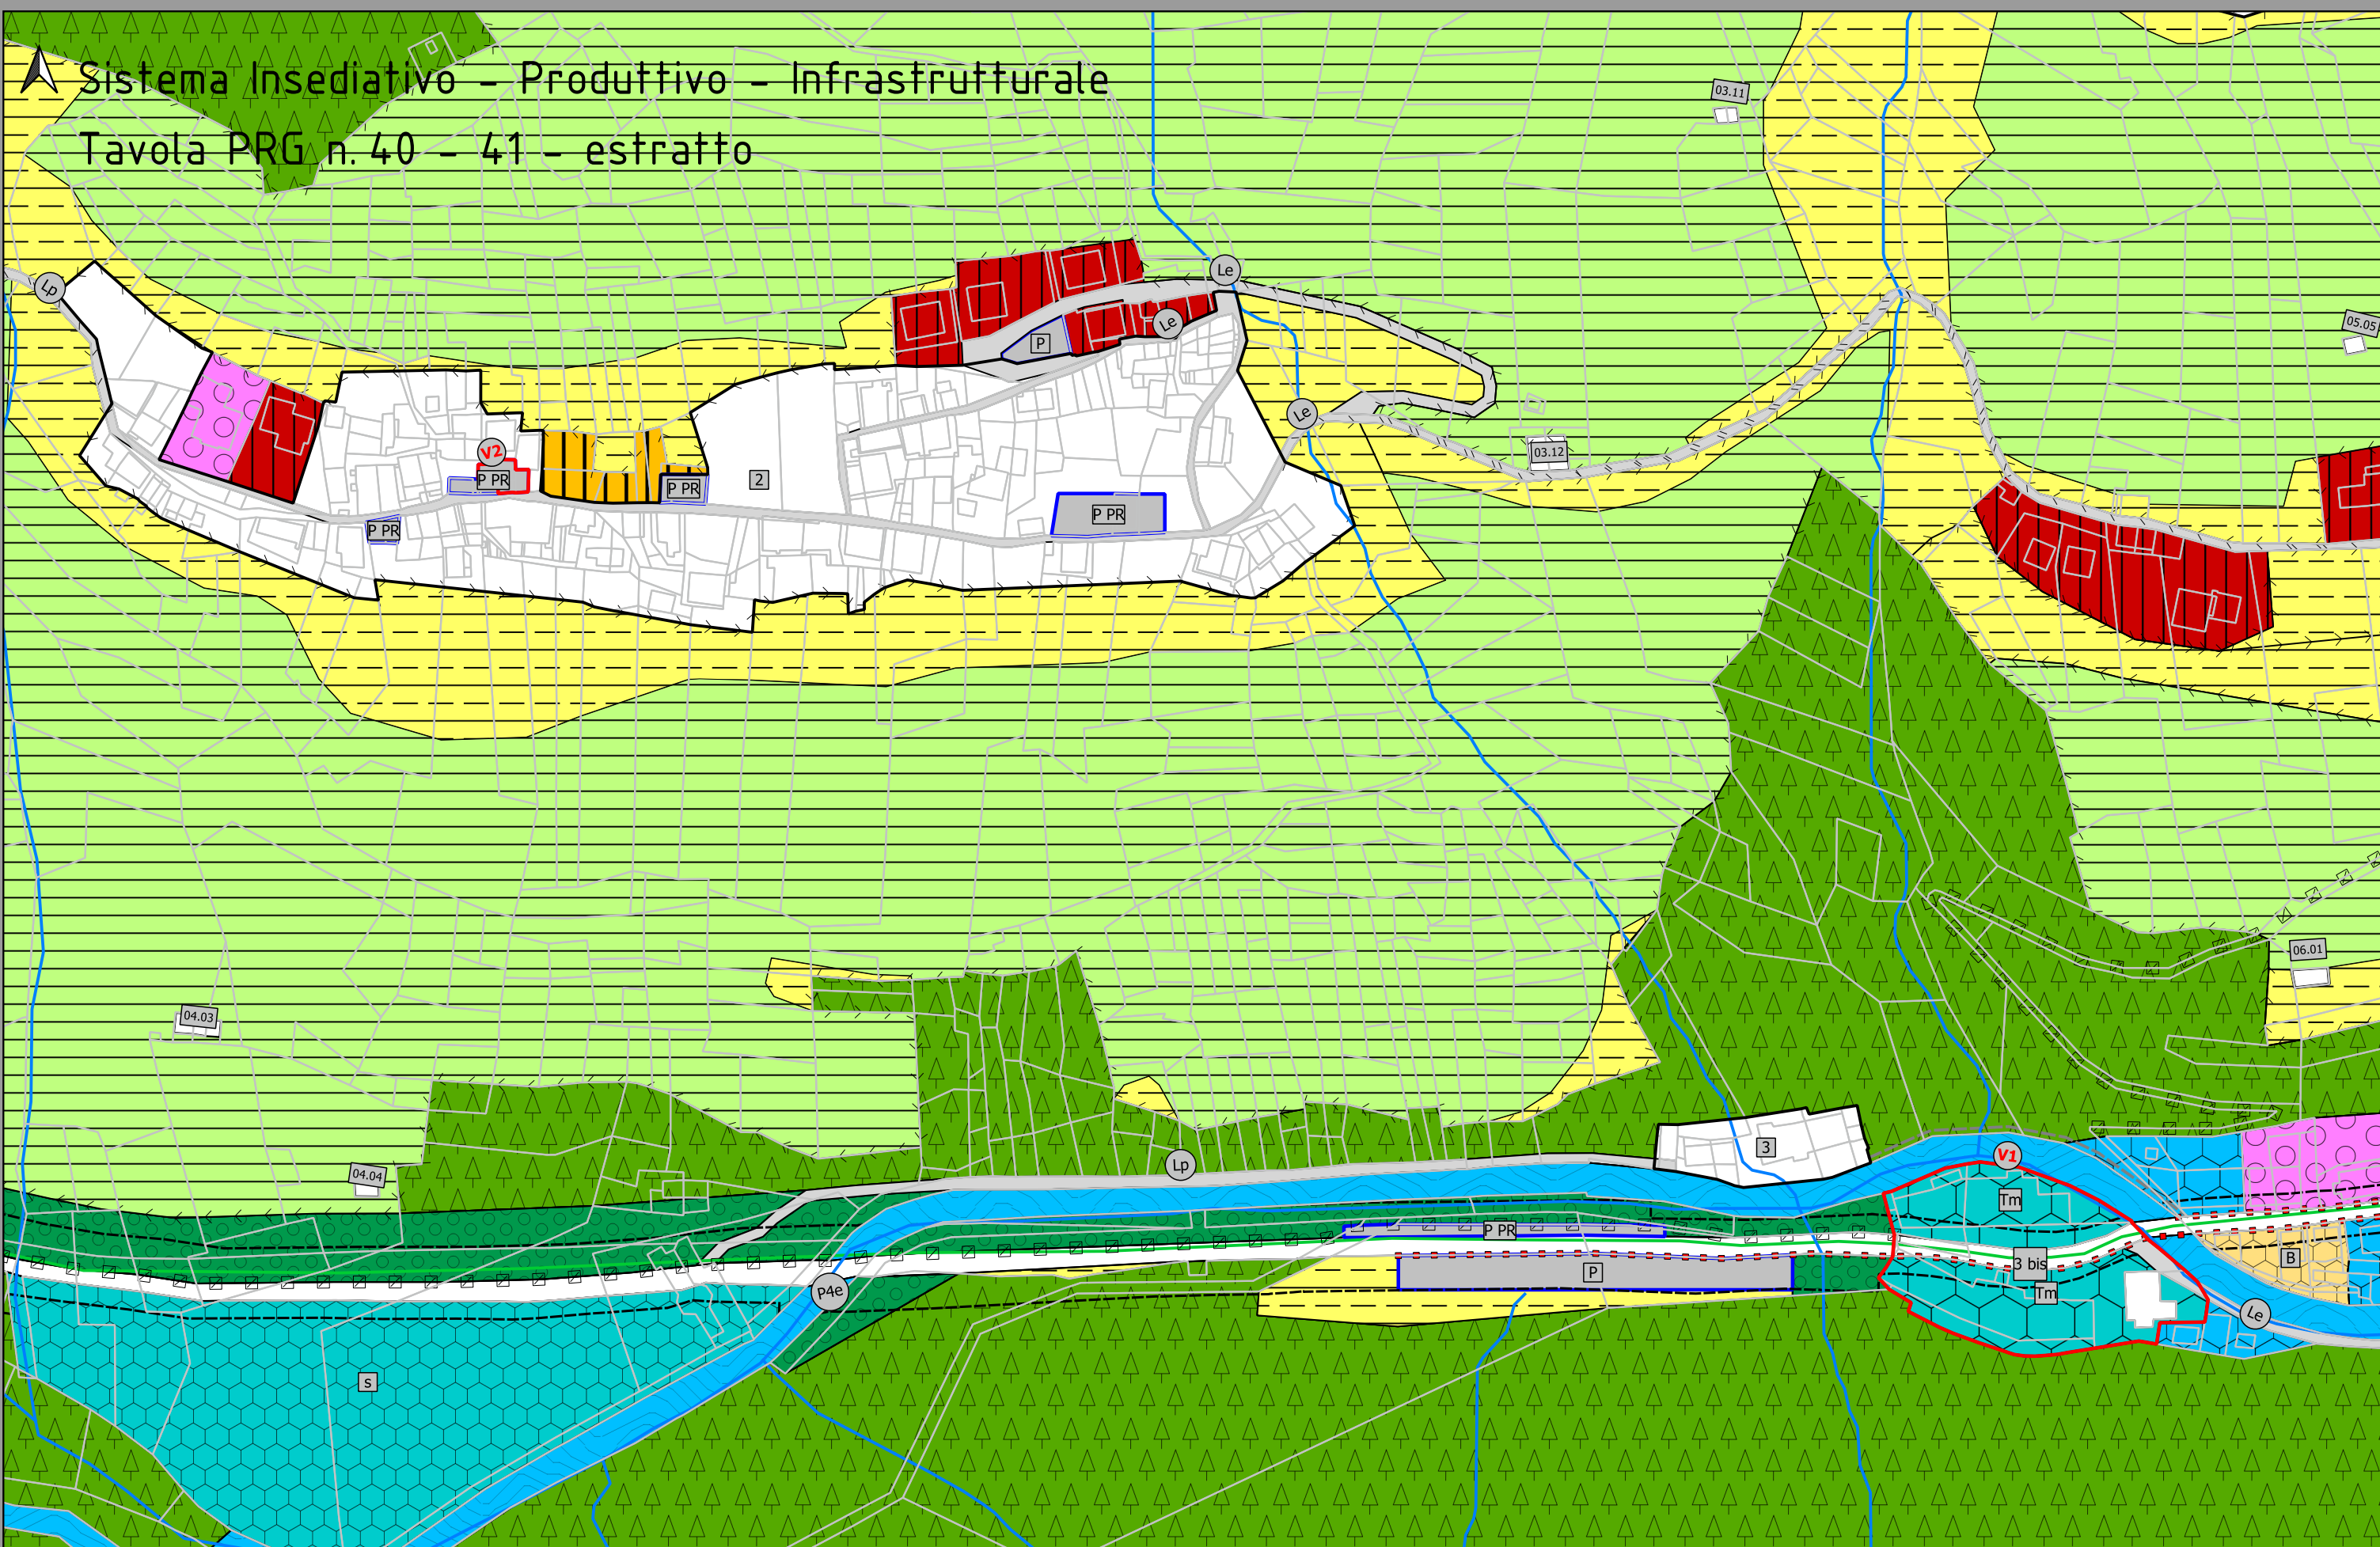 Sistema Insediativo - Produttivo - Infrastrutturale
Tavola PRG n. 40 - 41 - estratto
03.11
Le
Lp
05.05
Le
P
Le
V2
03.12
P PR
2
P PR
P PR
P PR
06.01
04.03
3
V1
Lp
04.04
Tm
P PR
B
3 bis
P
P4e
Tm
Le
s